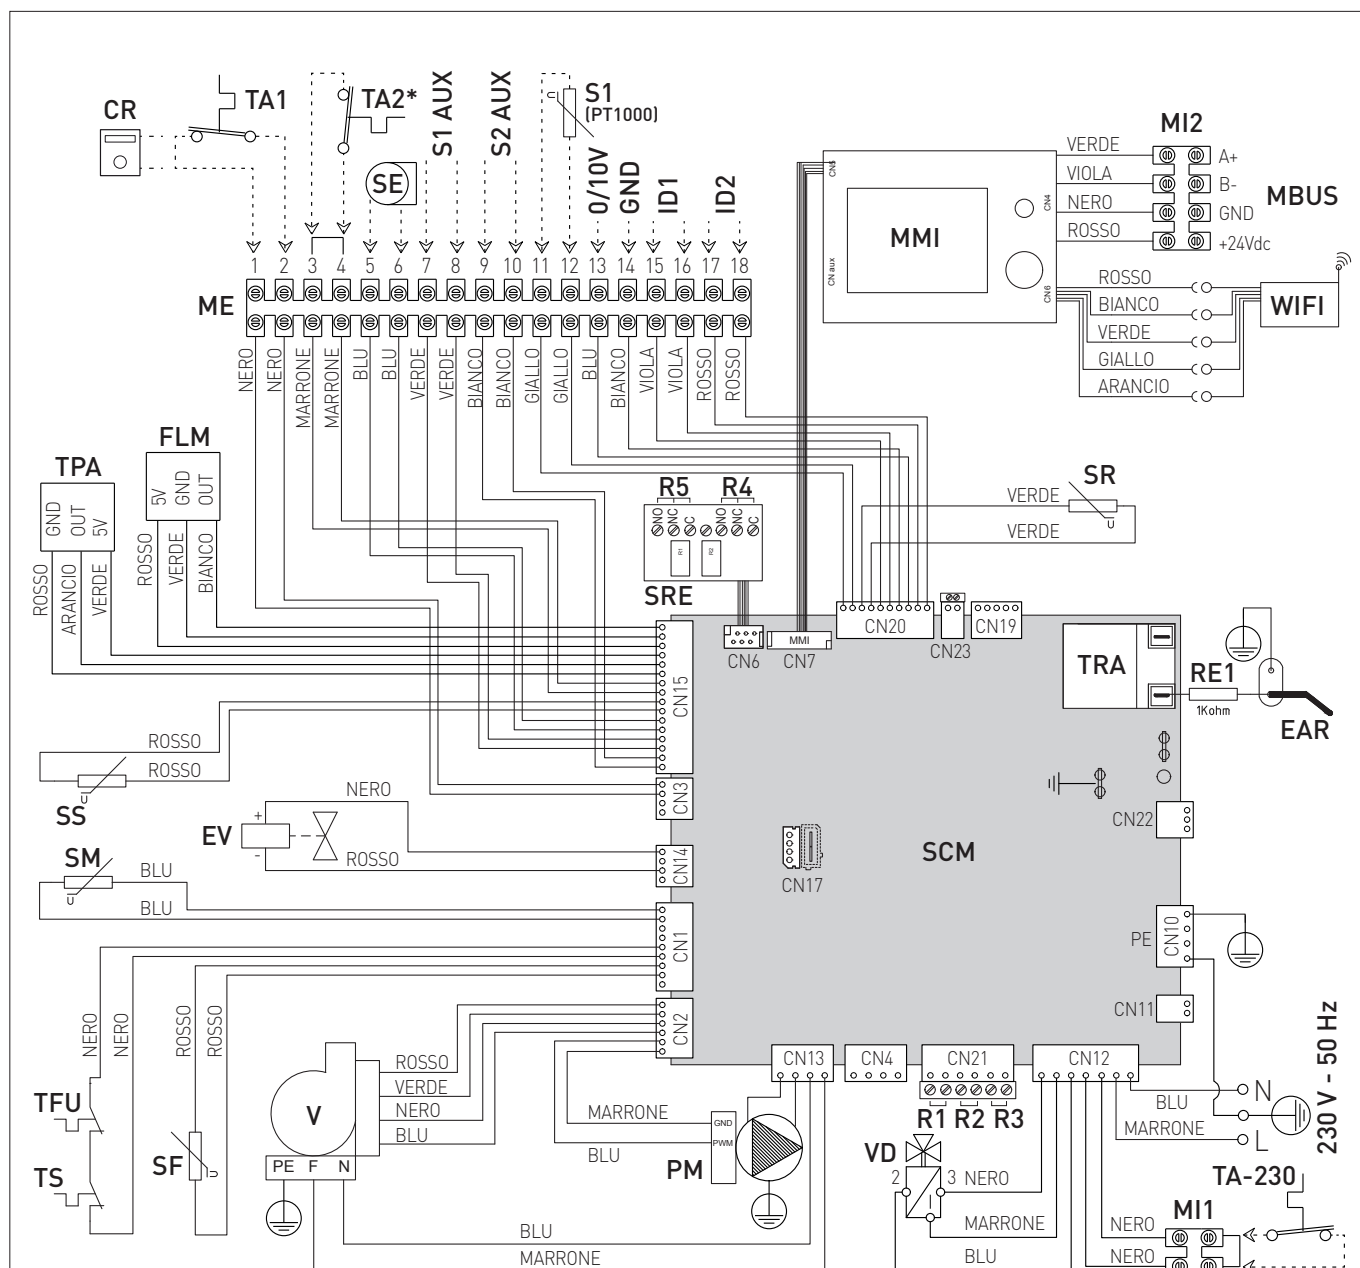 CR
TA1
TA2*
S1 AUX
S2 AUX
S1
(PT1000)
SE
0/10V
GND
ID1
ID2
1 2 3 4 5 6 7 8 9 10 11 12 13 14 15 16 17 18
ME
NERO
NERO
MARRONE
MARRONE
BLU
BLU
VERDE
VERDE
BIANCO
BIANCO
GIALLO
GIALLO
BLU
BIANCO
VIOLA
VIOLA
ROSSO
ROSSO
CN5
MMI
CN4
CN aux
CN6
VERDE
VIOLA
NERO
ROSSO
MI2
A+
B-
GND
+24Vdc
MBUS
ROSSO
BIANCO
VERDE
GIALLO
ARANCIO
WIFI
FLM
5V
GND
OUT
TPA
GND
OUT
5V
ROSSO
ARANCIO
VERDE
ROSSO
VERDE
BIANCO
R5 R4
NO
NC
C
NO
NC
C
R1
R2
SRE
VERDE
SR
VERDE
U
CN6
MMI
CN7
CN20
CN23
CN19
TRA
RE1
1Kohm
EAR
CN15
ROSSO
ROSSO
SS
U
CN3
NERO
EV
+
-
ROSSO
CN14
CN17
SCM
CN22
SM
U
BLU
BLU
CN1
PE
CN10
CN11
NERO
NERO
ROSSO
ROSSO
CN2
ROSSO
VERDE
NERO
BLU
V
PE F N
TFU
TS
SF
U
MARRONE
BLU
GND
PWM
PM
CN13
CN4
CN21
CN12
R1 R2 R3
VD
2
3
NERO
MARRONE
BLU
BLU
MARRONE
N
L
230 V - 50 Hz
BLU
MARRONE
TA-230
MI1
NERO
NERO